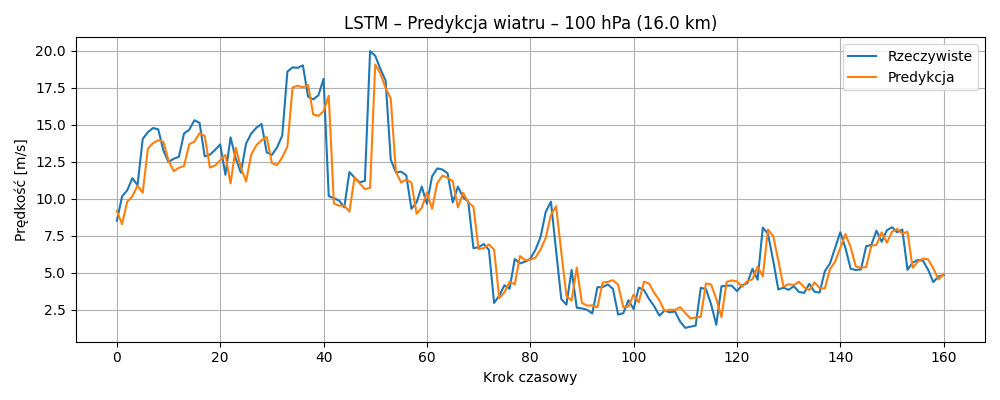 LSTM – Predykcja wiatru – 100 hPa (16.0 km)
Rzeczywiste
Predykcja
Prędkość [m/s]
20.0
17.5
15.0
12.5
10.0
7.5
5.0
2.5
0 20 40 60 80 100 120 140 160
Krok czasowy